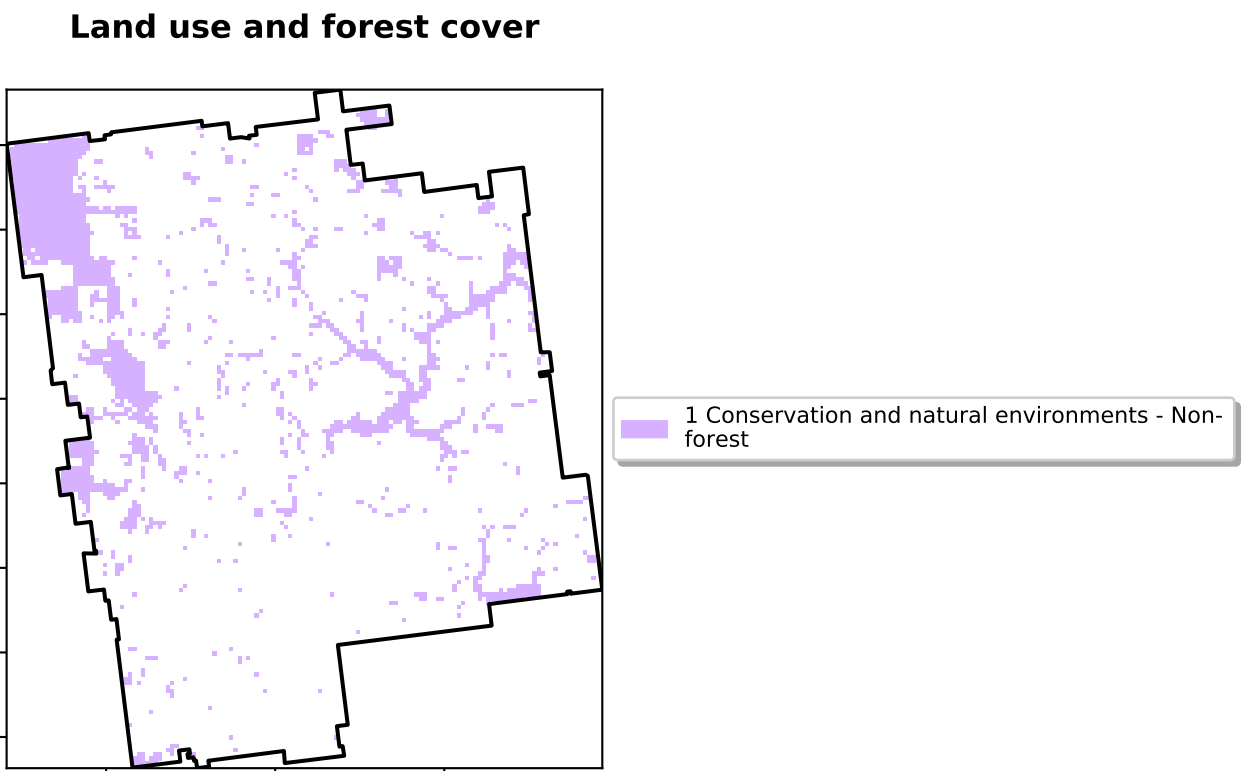 Land use and forest cover
1 Conservation and natural environments - Non-
forest